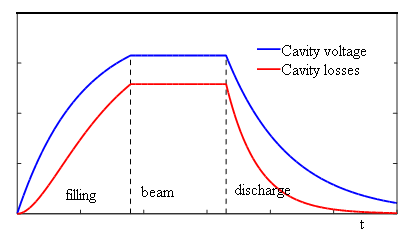 Cavity voltage
Cavity losses
filling
beam
discharge
t